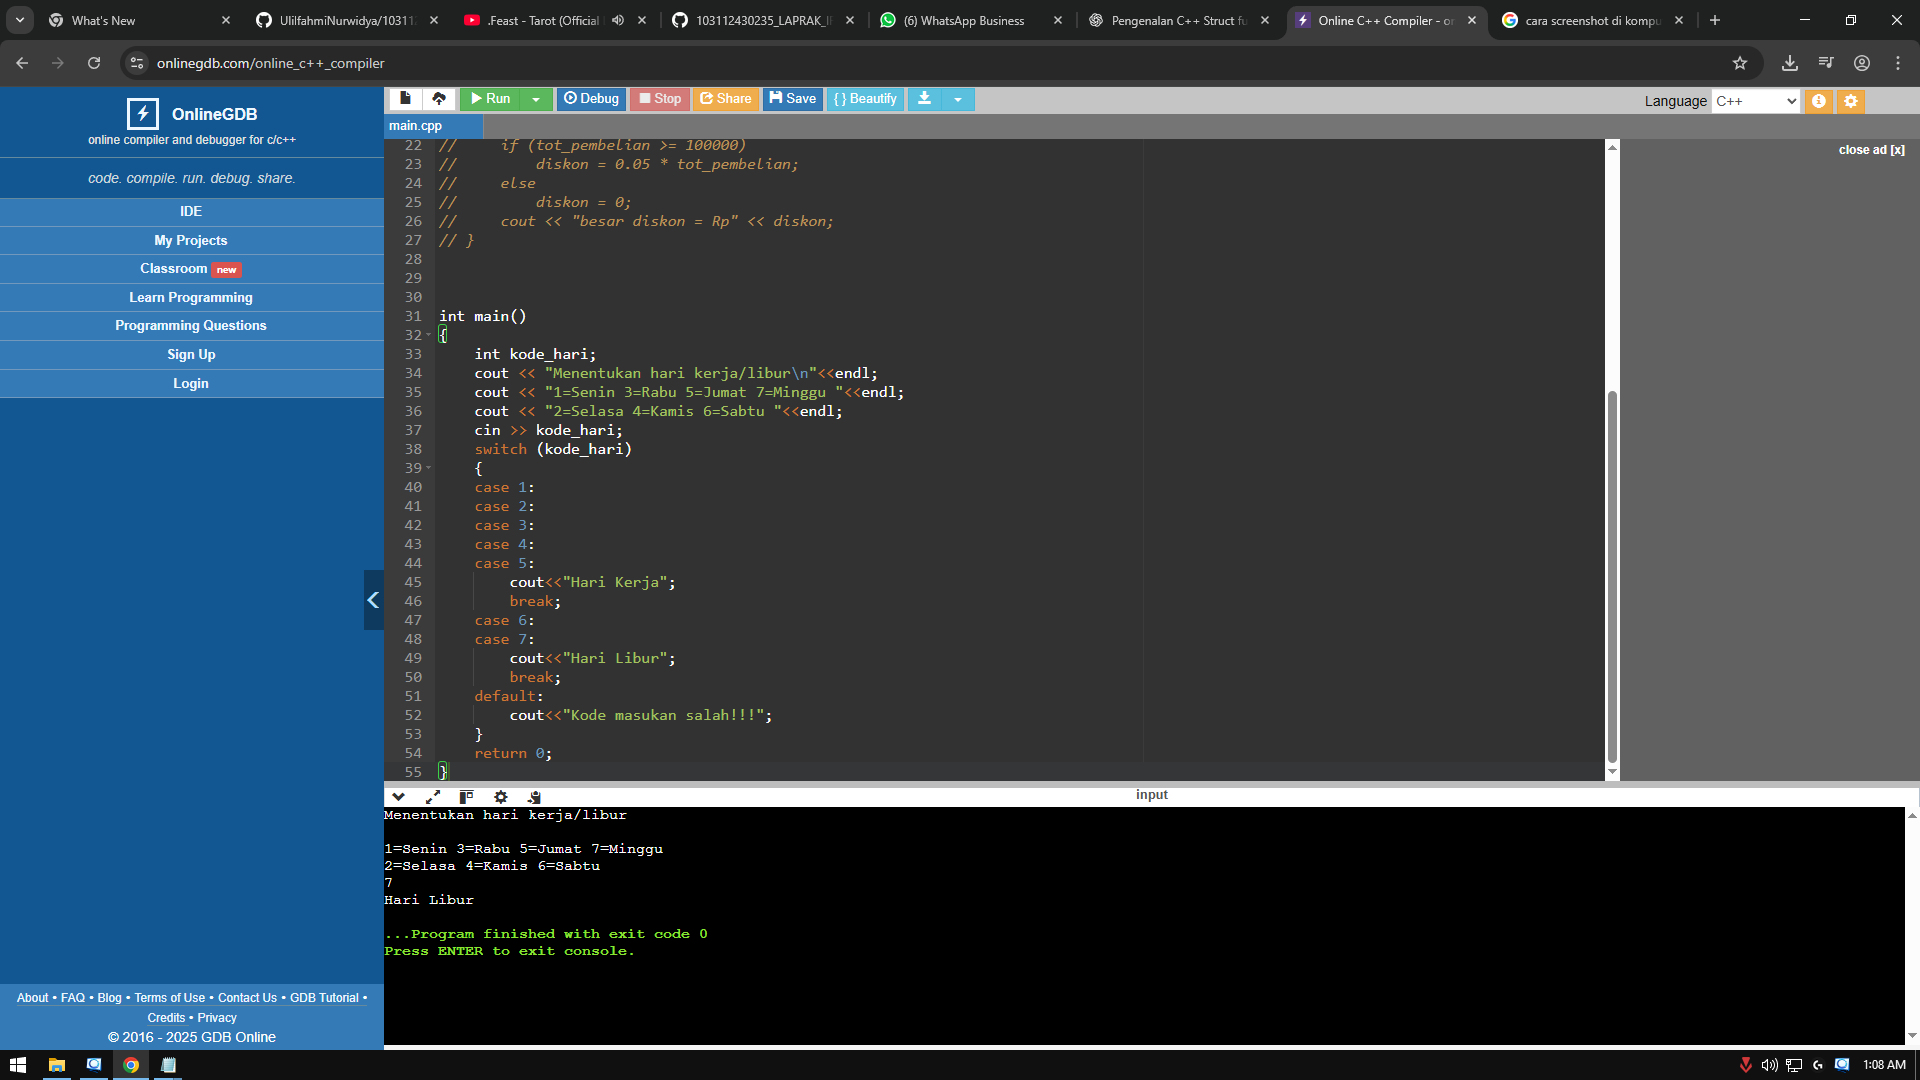 What's New
UlilfahmiNurwidya/10311
.Feast - Tarot (Official
103112430235_LAPRAK_IF
(6) WhatsApp Business
Pengenalan C++ Struct fu
Online C++ Compiler - on
cara screenshot di kompu
onlinegdb.com/online_c++_compiler
OnlineGDB
online compiler and debugger for c/c++
code. compile. run. debug. share.
IDE
My Projects
Classroom new
Learn Programming
Programming Questions
Sign Up
Login
About • FAQ • Blog • Terms of Use • Contact Us • GDB Tutorial •
Credits • Privacy
© 2016 - 2025 GDB Online
Run
Debug
Stop
Share
Save
{ } Beautify
Language C++
main.cpp
close ad [x]
22 //     if (tot_pembelian >= 100000)
23 //         diskon = 0.05 * tot_pembelian;
24 //     else
25 //         diskon = 0;
26 //     cout << "besar diskon = Rp" << diskon;
27 // }
28
29
30
31 int main()
32 {
33     int kode_hari;
34     cout << "Menentukan hari kerja/libur\n"<<endl;
35     cout << "1=Senin 3=Rabu 5=Jumat 7=Minggu "<<endl;
36     cout << "2=Selasa 4=Kamis 6=Sabtu "<<endl;
37     cin >> kode_hari;
38     switch (kode_hari)
39     {
40     case 1:
41     case 2:
42     case 3:
43     case 4:
44     case 5:
45         cout<<"Hari Kerja";
46         break;
47     case 6:
48     case 7:
49         cout<<"Hari Libur";
50         break;
51     default:
52         cout<<"Kode masukan salah!!!";
53     }
54     return 0;
55 }
input
Menentukan hari kerja/libur
1=Senin 3=Rabu 5=Jumat 7=Minggu
2=Selasa 4=Kamis 6=Sabtu
7
Hari Libur
...Program finished with exit code 0
Press ENTER to exit console.
1:08 AM